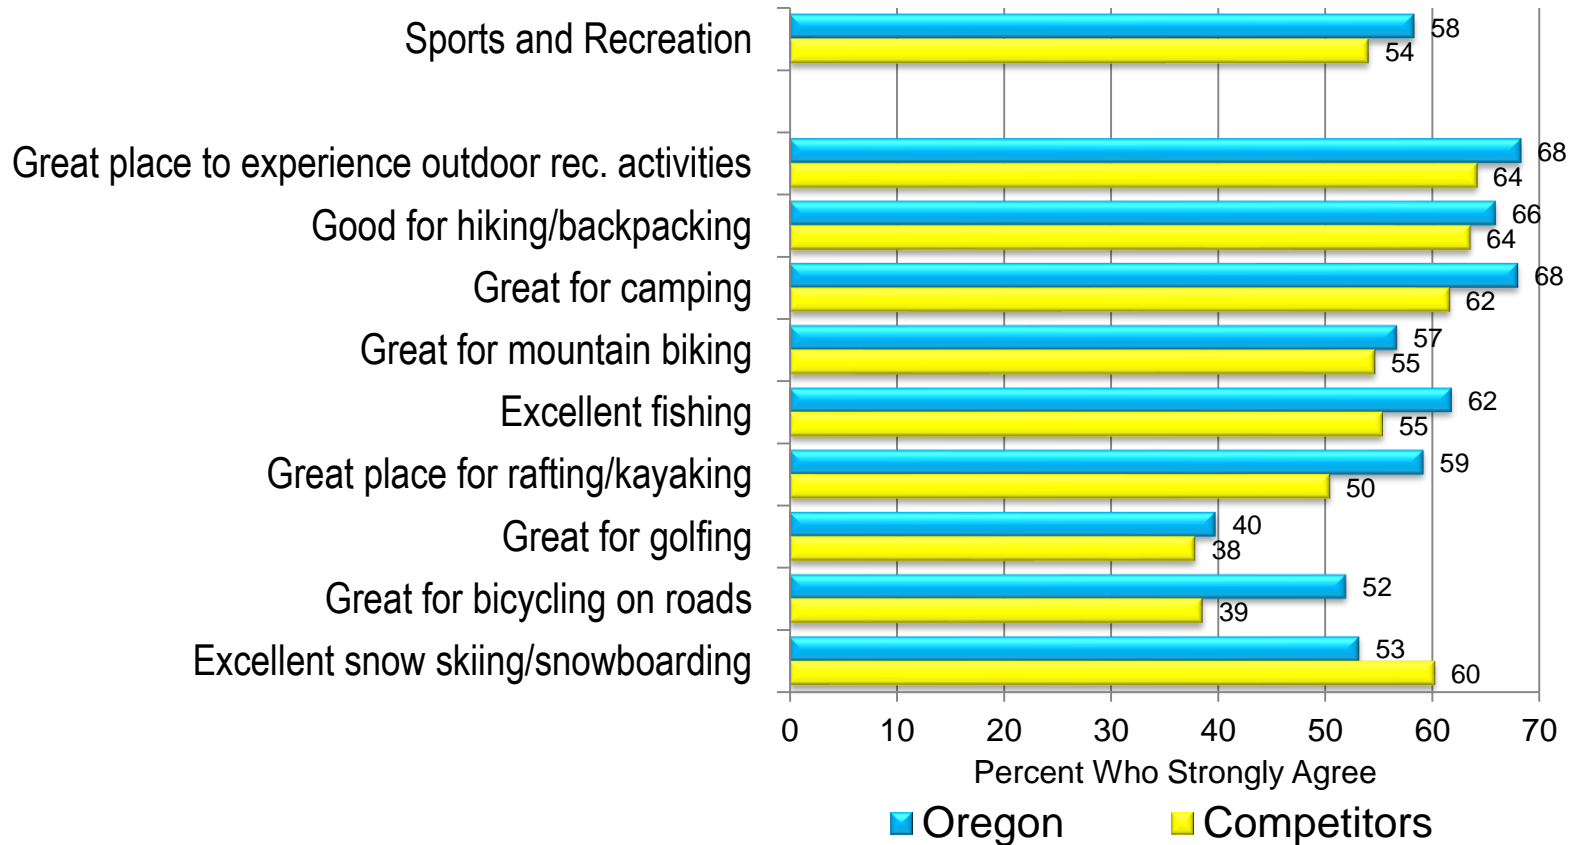 Sports and Recreation
58
54
Great place to experience outdoor rec. activities
68
64
Good for hiking/backpacking
66
64
Great for camping
68
62
Great for mountain biking
57
55
Excellent fishing
62
55
Great place for rafting/kayaking
59
50
Great for golfing
40
38
Great for bicycling on roads
52
39
Excellent snow skiing/snowboarding
53
60
0 10 20 30 40 50 60 70
Percent Who Strongly Agree
Oregon Competitors